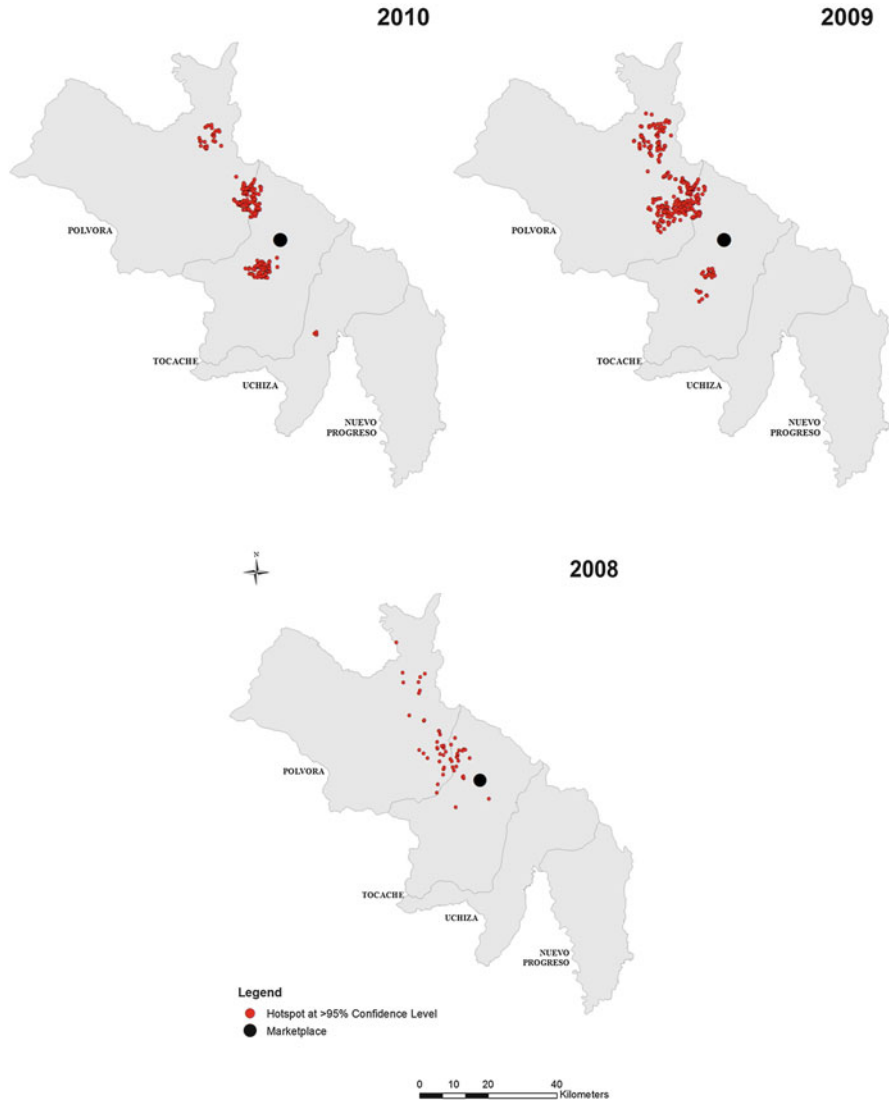 2010
2009
POLVORA
TOCACHE
UCHIZA
NUEVO
PROGRESO
POLVORA
TOCACHE
UCHIZA
NUEVO
PROGRESO
N
2008
POLVORA
TOCACHE
UCHIZA
NUEVO
PROGRESO
Legend
Hotspot at >95% Confidence Level
Marketplace
0 10 20 40
Kilometers